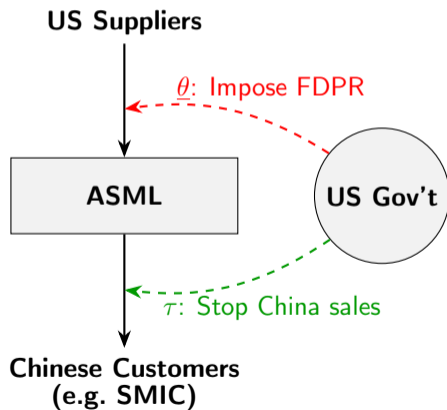 US Suppliers
θ: Impose FDPR
ASML
US Gov't
τ: Stop China sales
Chinese Customers
(e.g. SMIC)